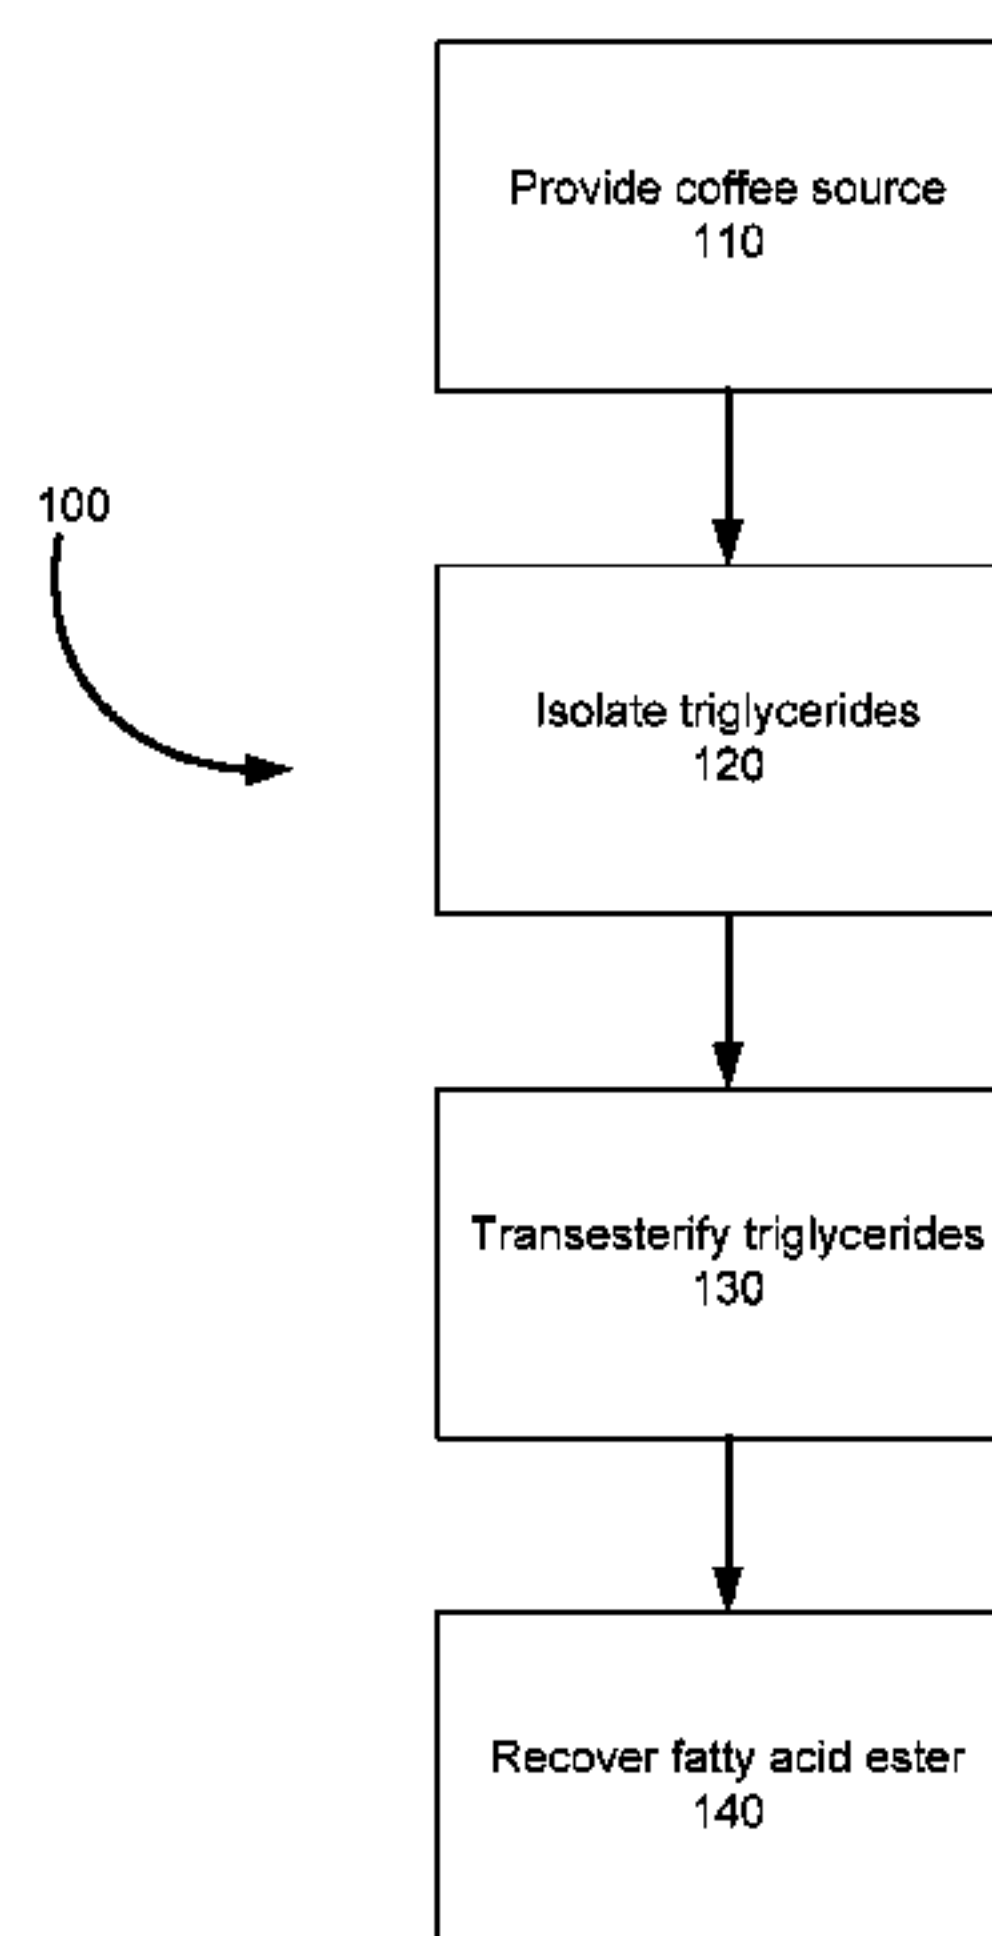 Provide coffee source
110
100
Isolate triglycerides
120
Transesterify triglycerides
130
Recover fatty acid ester
140